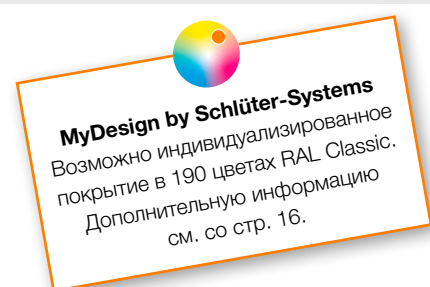 MyDesign by Schlüter-Systems
Возможно индивидуализированное
покрытие в 190 цветах RAL Classic.
Дополнительную информацию
см. со стр. 16.